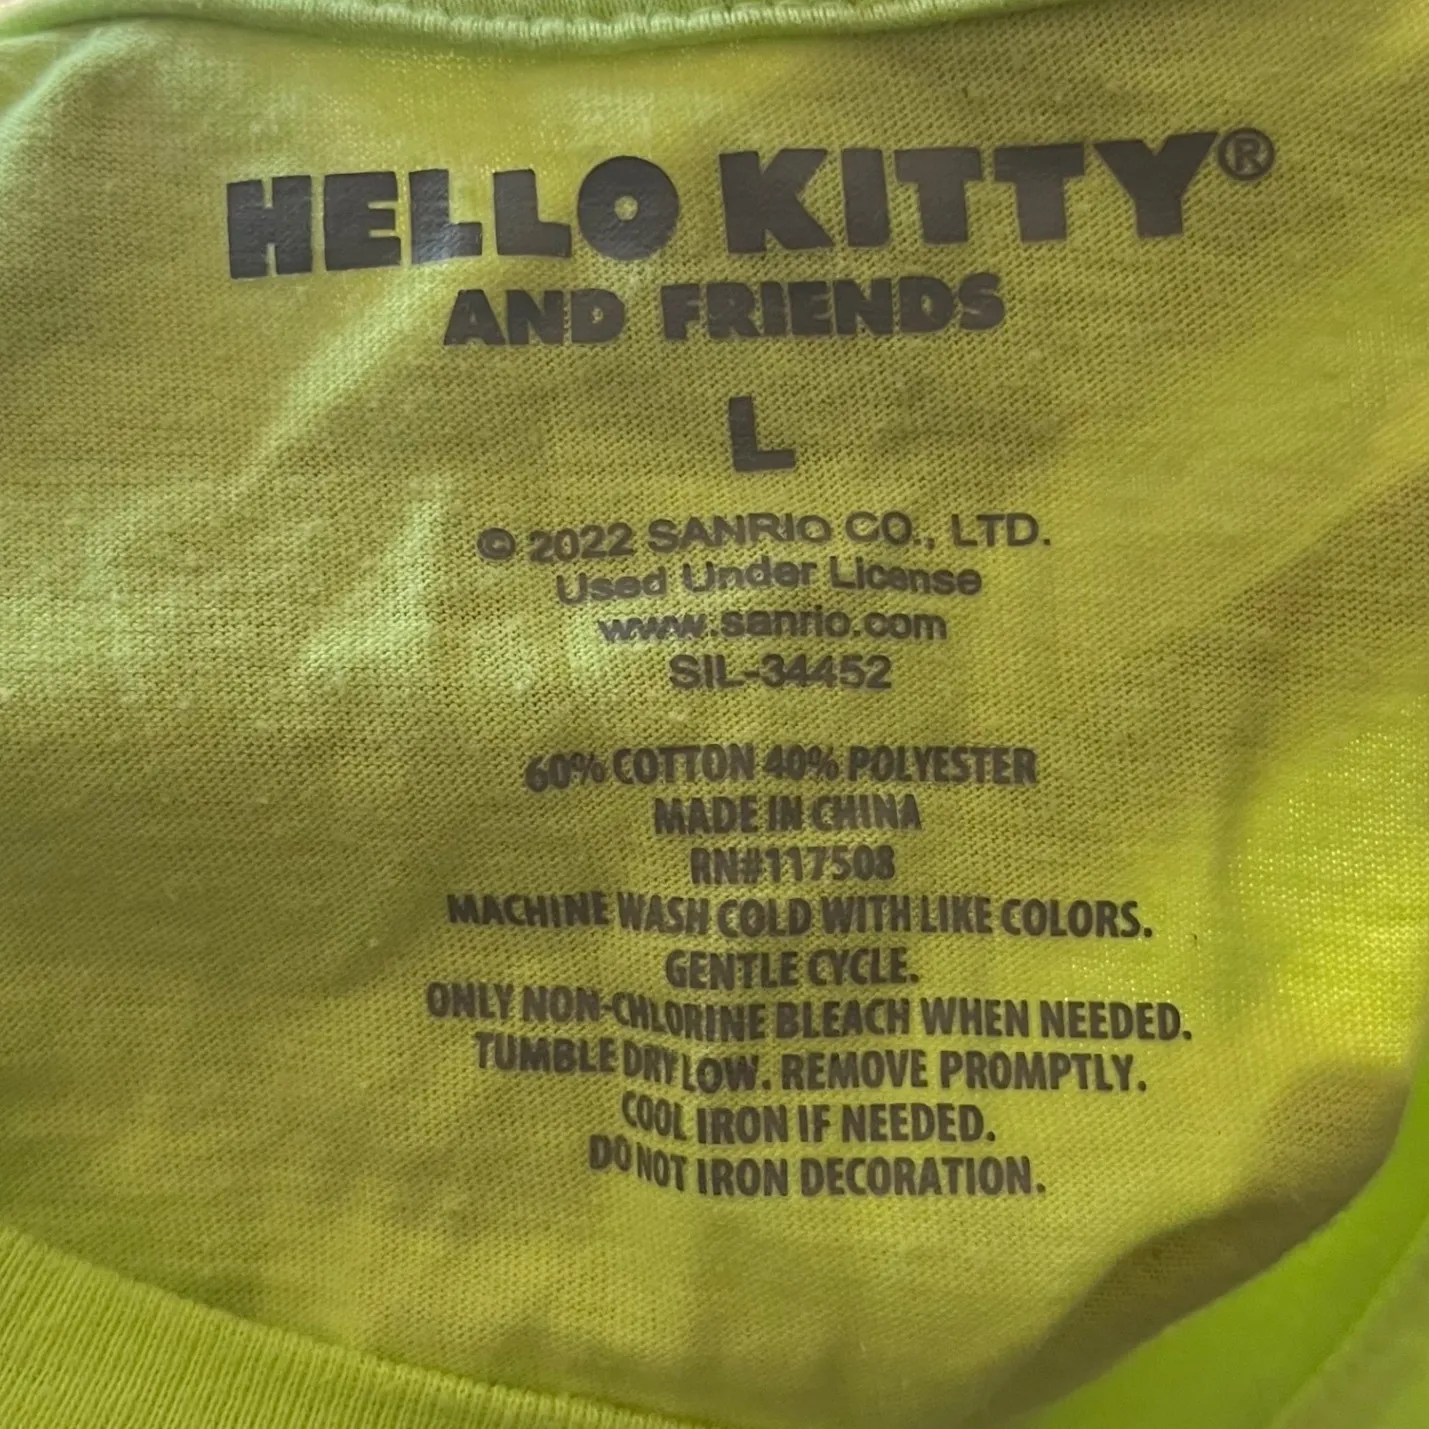 HELLO KITTY®
AND FRIENDS
L
© 2022 SANRIO CO., LTD.
Used Under License
www.sanrio.com
SIL-34452
60% COTTON 40% POLYESTER
MADE IN CHINA
RN#117508
MACHINE WASH COLD WITH LIKE COLORS.
GENTLE CYCLE.
ONLY NON-CHLORINE BLEACH WHEN NEEDED.
TUMBLE DRY LOW. REMOVE PROMPTLY.
COOL IRON IF NEEDED.
DO NOT IRON DECORATION.